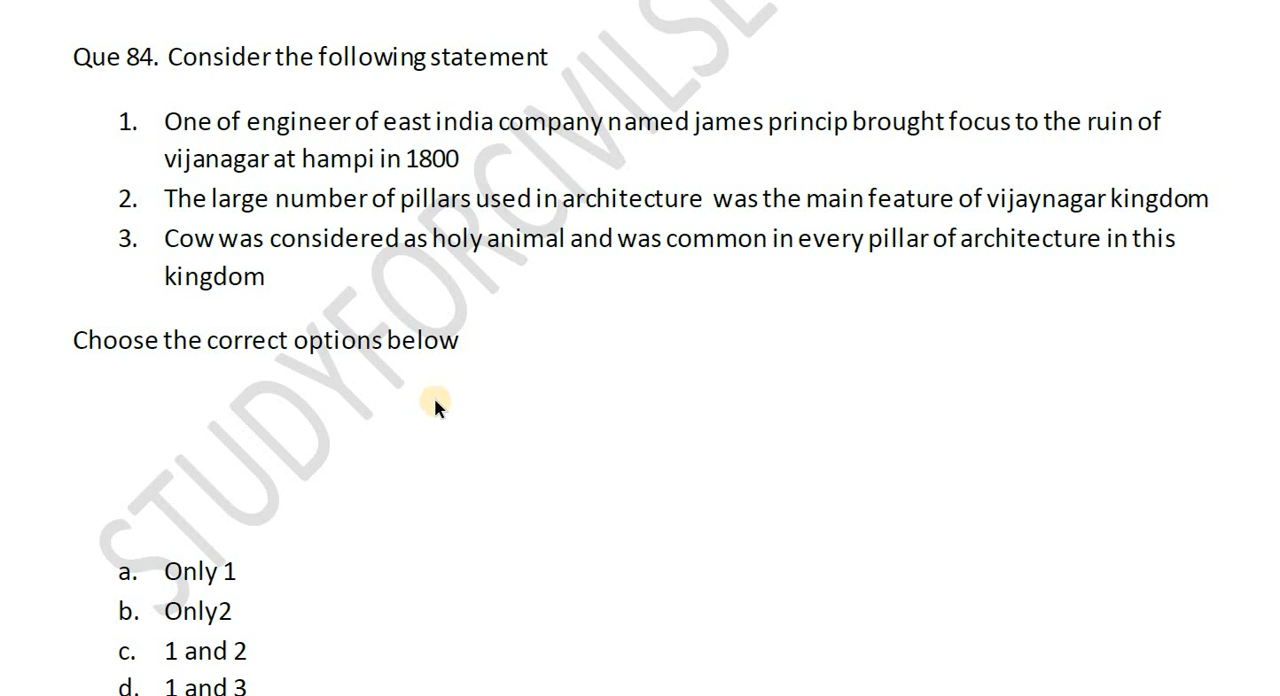 Que 84. Consider the following statement
1. One of engineer of east india company named james princip brought focus to the ruin of
vijanagar at hampi in 1800
2. The large number of pillars used in architecture was the main feature of vijaynagar kingdom
3. Cow was considered as holy animal and was common in every pillar of architecture in this
kingdom
Choose the correct options below
STUDYFORCIVILSE
a. Only 1
b. Only2
c. 1 and 2
d. 1 and 3